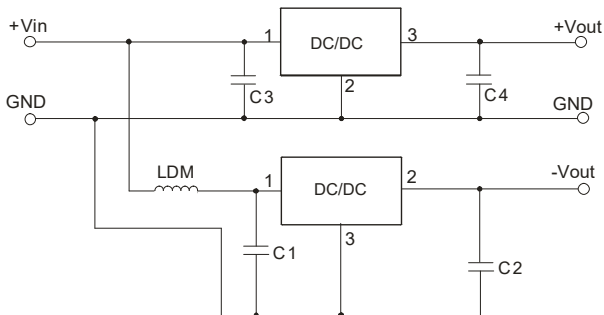 +Vin
1
DC/DC
3
+Vout
2
C3
C4
GND
GND
LDM
1
DC/DC
2
-Vout
3
C1
C2